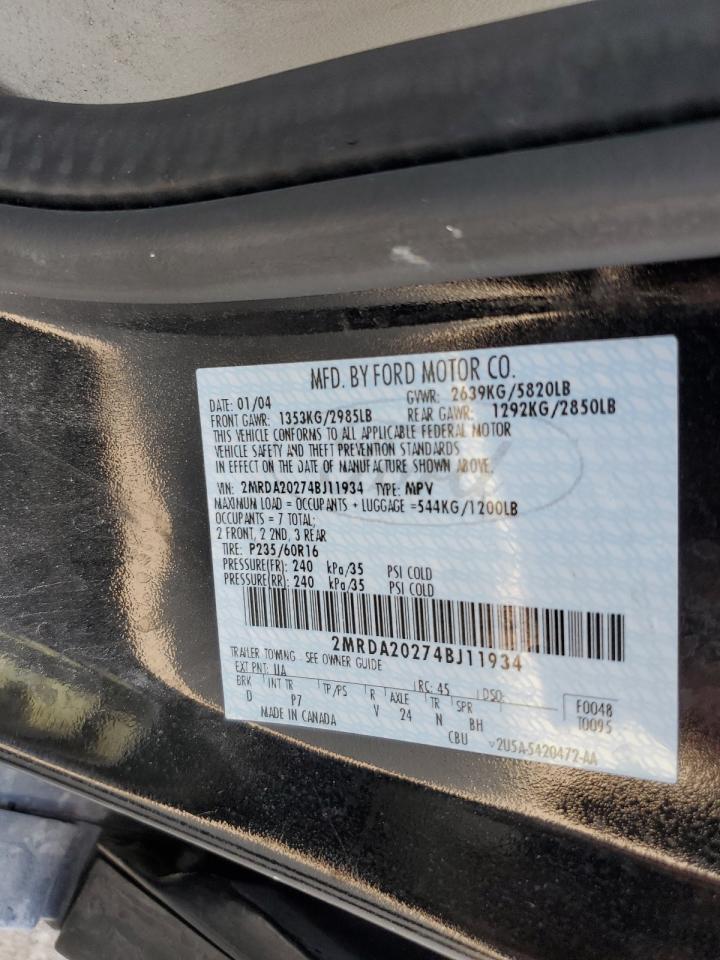 MFD. BY FORD MOTOR CO.
DATE: 01/04 GVWR: 2639KG/5820LB
FRONT GAWR: 1353KG/2985LB REAR GAWR: 1292KG/2850LB
THIS VEHICLE CONFORMS TO ALL APPLICABLE FEDERAL MOTOR
VEHICLE SAFETY AND THEFT PREVENTION STANDARDS
IN EFFECT ON THE DATE OF MANUFACTURE SHOWN ABOVE.
VIN: 2MRDA20274BJ11934 TYPE: MPV
MAXIMUM LOAD = OCCUPANTS + LUGGAGE =544KG/1200LB
OCCUPANTS = 7 TOTAL;
2 FRONT, 2 2ND, 3 REAR
TIRE: P235/60R16
PRESSURE(FR): 240 kPa/35 PSI COLD
PRESSURE(RR): 240 kPa/35 PSI COLD
2MRDA20274BJ11934
TRAILER TOWING - SEE OWNER GUIDE
EXT PNT: UA RC: 45 DSO:
BRK INT TR TP/PS R AXLE TR SPR F0048
D P7 V 24 N BH T0095
MADE IN CANADA CBU v2U5A-5420472-AA